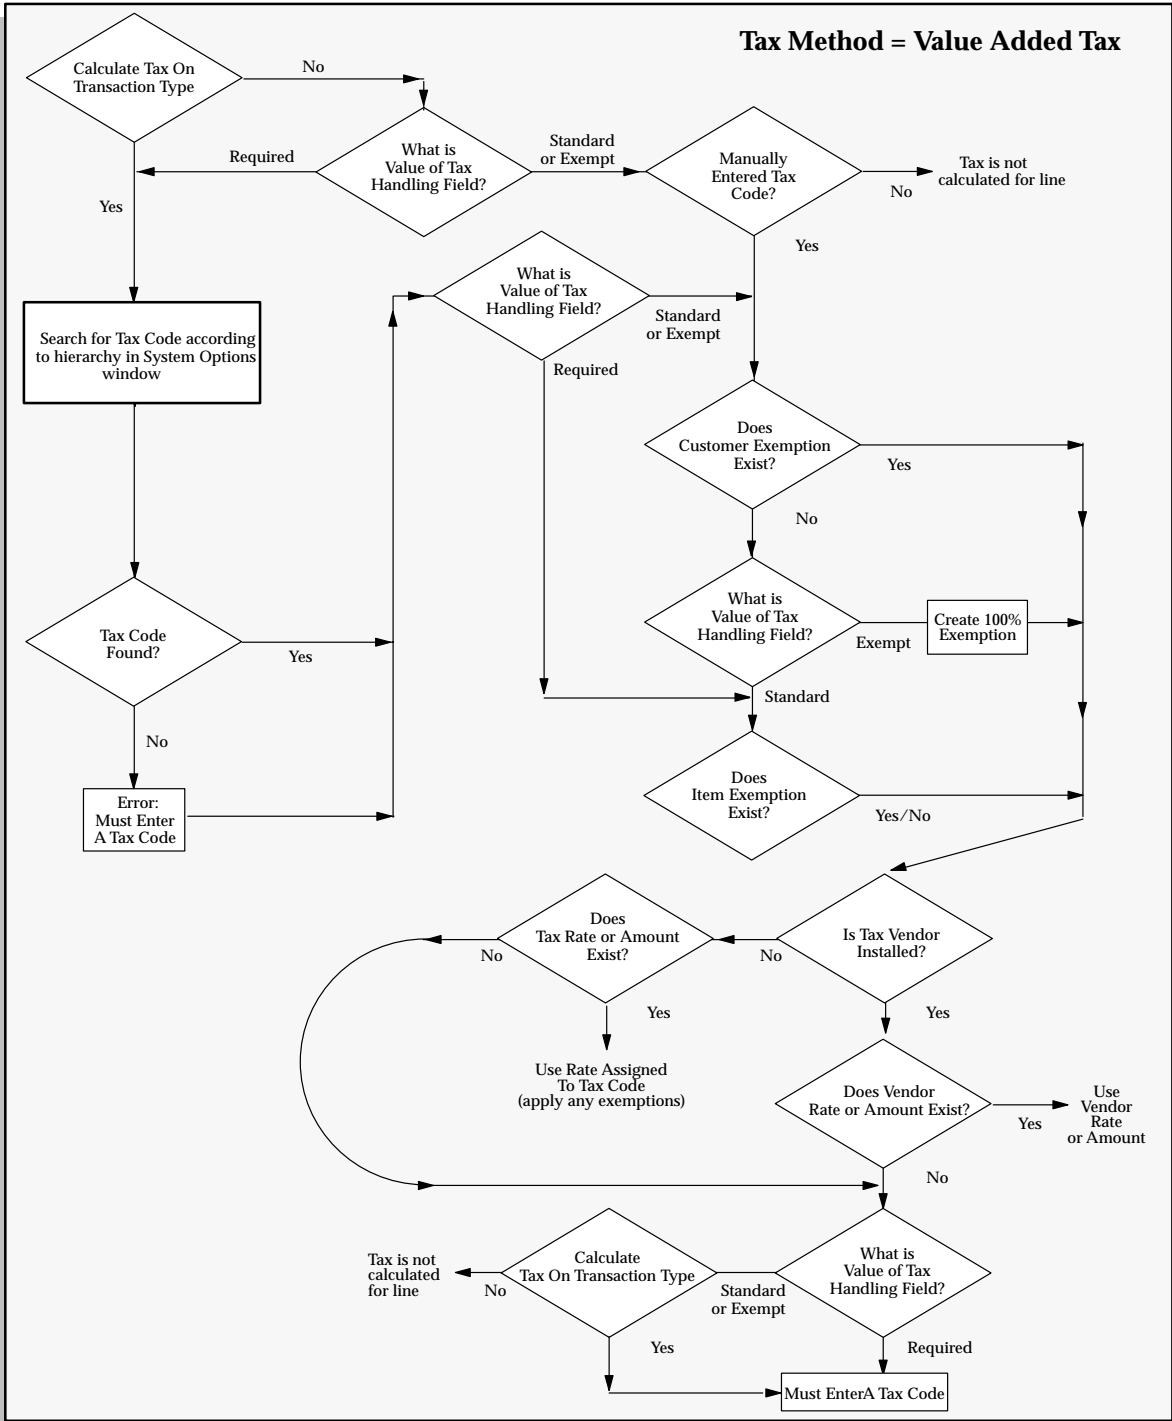 Tax Method = Value Added Tax
Calculate Tax On
Transaction Type
No
What is
Value of Tax
Handling Field?
Required
Standard
or Exempt
Manually
Entered Tax
Code?
No
Tax is not
calculated for line
Yes
Yes
What is
Value of Tax
Handling Field?
Standard
or Exempt
Required
Search for Tax Code according
to hierarchy in System Options
window
Does
Customer Exemption
Exist?
Yes
No
What is
Value of Tax
Handling Field?
Exempt
Create 100%
Exemption
Tax Code
Found?
Yes
Standard
No
Error:
Must Enter
A Tax Code
Does
Item Exemption
Exist?
Yes/No
Does
Tax Rate or Amount
Exist?
No
No
Is Tax Vendor
Installed?
Yes
Yes
Use Rate Assigned
To Tax Code
(apply any exemptions)
Does Vendor
Rate or Amount Exist?
Yes
Use
Vendor
Rate
or Amount
No
Tax is not
calculated
for line
No
Calculate
Tax On Transaction Type
Standard
or Exempt
What is
Value of Tax
Handling Field?
Yes
Required
Must EnterA Tax Code